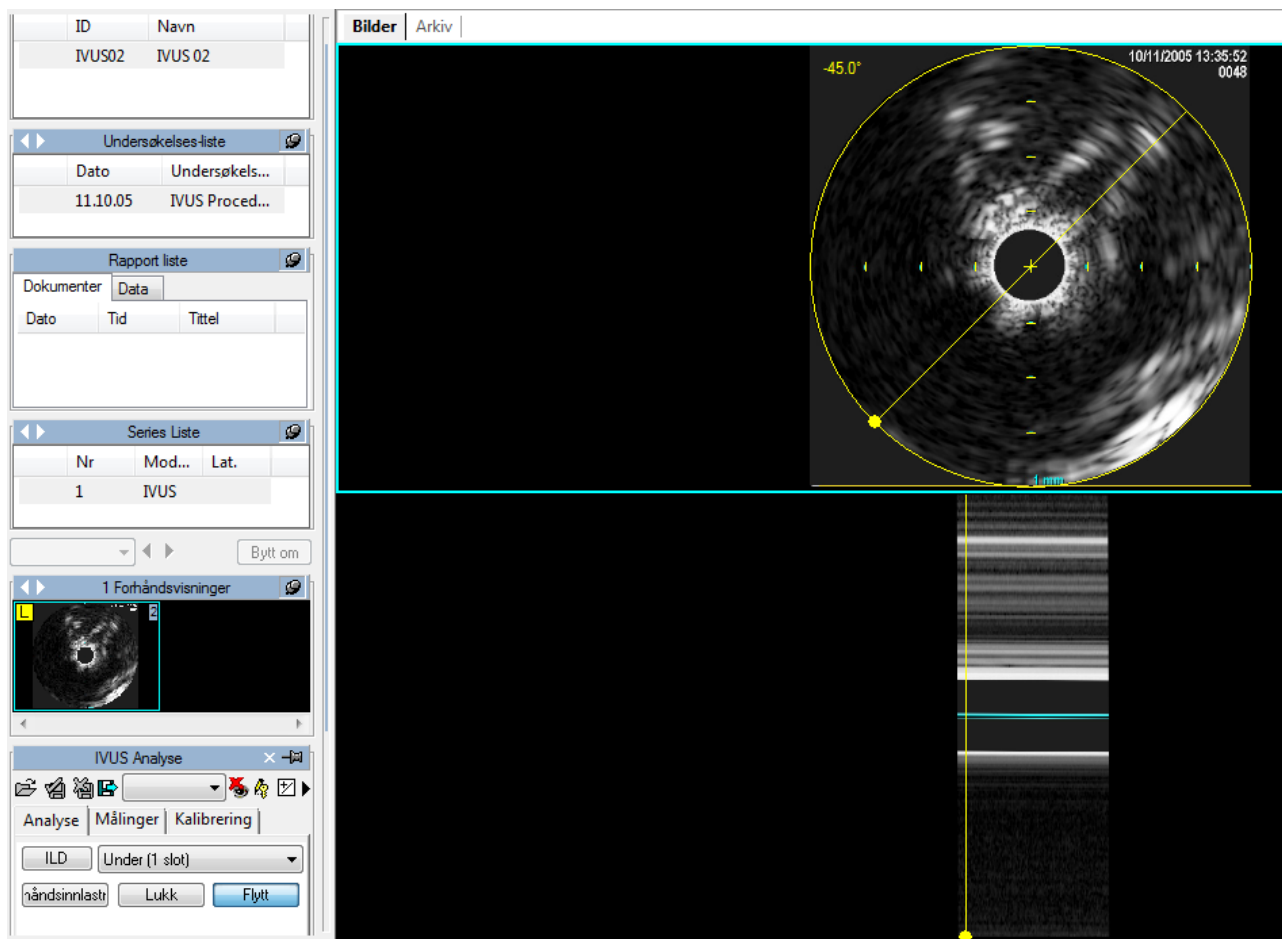 ID Navn
IVUS02 IVUS 02
Undersøkelses-liste
Dato Undersøkels...
11.10.05 IVUS Proced...
Rapport liste
Dokumenter Data
Dato Tid Tittel
Series Liste
Nr Mod... Lat.
1 IVUS
Bytt om
1 Forhåndsvisninger
L 2
IVUS Analyse
Analyse Målinger Kalibrering
ILD Under (1 slot)
håndsinnlastr Lukk Flytt
Bilder Arkiv
-45.0°
10/11/2005 13:35:52
0048
1 mm